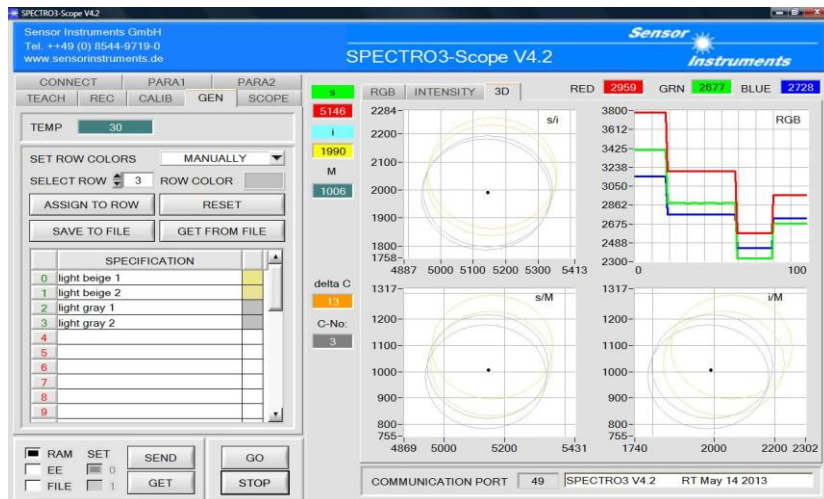 SPECTRO3-Scope V4.2
Sensor Instruments GmbH
Tel. ++49 (0) 8544-9719-0
www.sensorinstruments.de
SPECTRO3-Scope V4.2
Sensor
Instruments
CONNECT PARA1 PARA2
TEACH REC CALIB GEN SCOPE
TEMP 30
SET ROW COLORS MANUALLY
SELECT ROW 3 ROW COLOR
ASSIGN TO ROW RESET
SAVE TO FILE GET FROM FILE
SPECIFICATION
0 light beige 1
1 light beige 2
2 light gray 1
3 light gray 2
4
5
6
7
8
9
RAM SET
EE 0
FILE 1
SEND
GET
GO
STOP
s
5146
i
1990
M
1006
delta C
13
C-No:
3
RGB INTENSITY 3D
RED 2959 GRN 2677 BLUE 2728
s/i
2284
2200
2100
2000
1900
1800
1758
4887 5000 5100 5200 5300 5413
RGB
3800
3612
3425
3238
3050
2862
2675
2488
2300
0 100
s/M
1317
1200
1100
1000
900
800
755
4869 5000 5200 5431
i/M
1317
1200
1100
1000
900
800
755
1740 2000 2200 2302
COMMUNICATION PORT 49 SPECTRO3 V4.2 RT May 14 2013